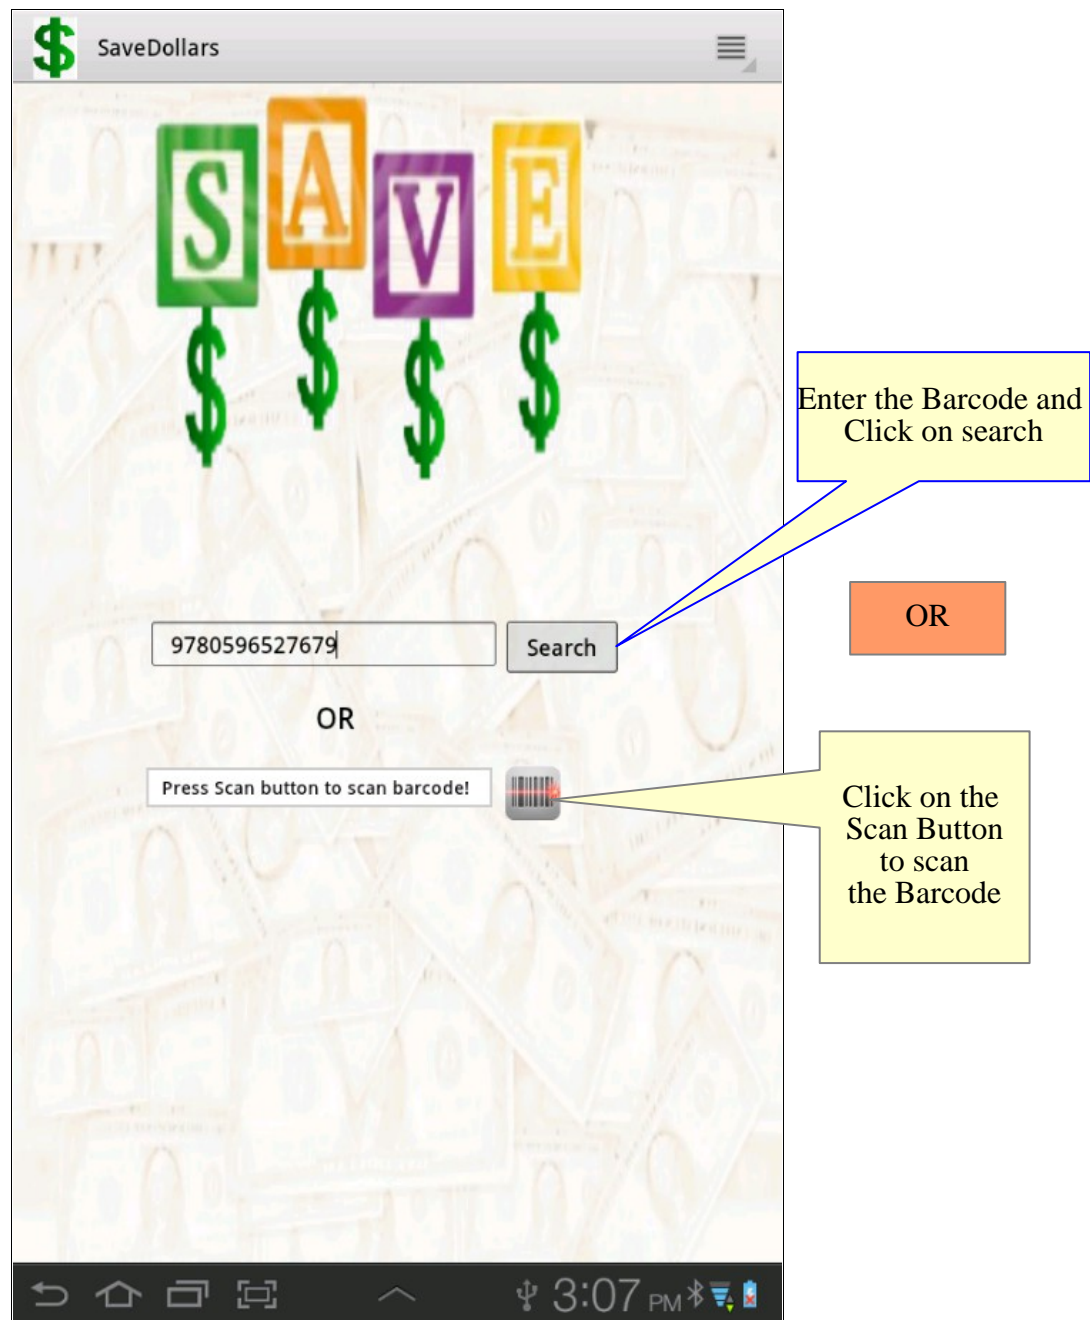 SaveDollars
S A V E
$ $ $ $
Enter the Barcode and
Click on search
9780596527679
Search
OR
OR
Press Scan button to scan barcode!
Click on the
Scan Button
to scan
the Barcode
3:07 PM